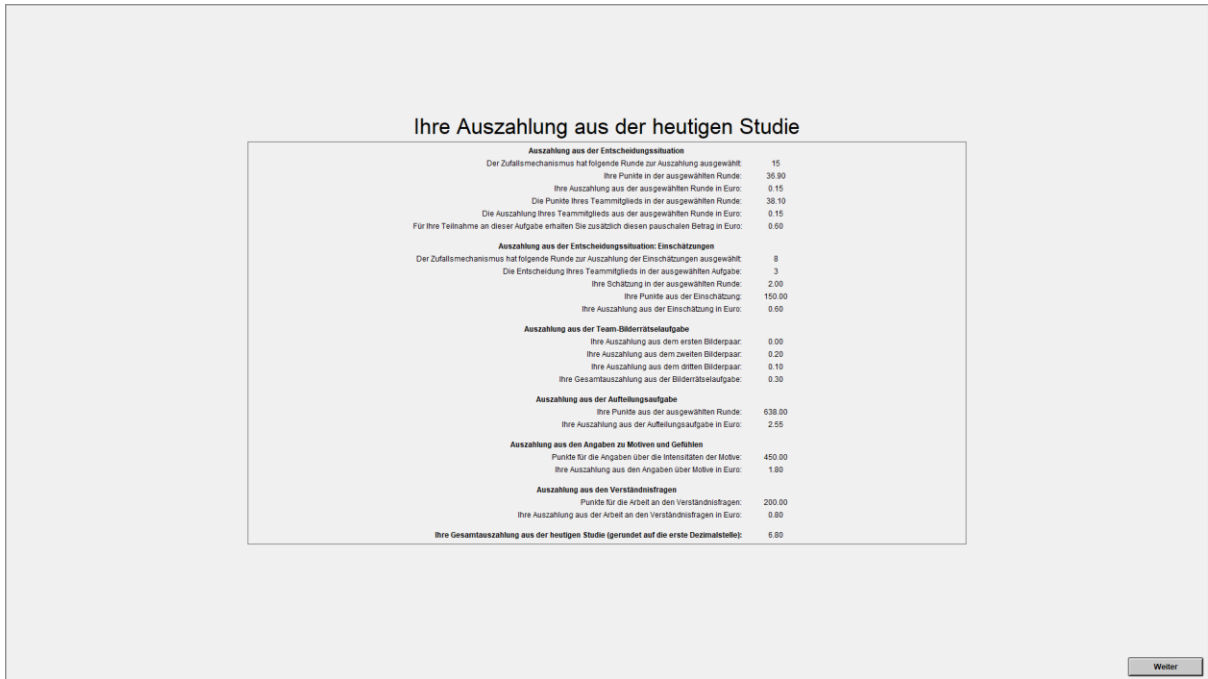 Ihre Auszahlung aus der heutigen Studie
Auszahlung aus der Entscheidungssituation
Der Zufallsmechanismus hat folgende Runde zur Auszahlung ausgewählt: 15
Ihre Punkte in der ausgewählten Runde: 36.90
Ihre Auszahlung aus der ausgewählten Runde in Euro: 0.15
Die Punkte Ihres Teammitglieds in der ausgewählten Runde: 38.10
Die Auszahlung Ihres Teammitglieds aus der ausgewählten Runde in Euro: 0.15
Für Ihre Teilnahme an dieser Aufgabe erhalten Sie zusätzlich diesen pauschalen Betrag in Euro: 0.60
Auszahlung aus der Entscheidungssituation: Einschätzungen
Der Zufallsmechanismus hat folgende Runde zur Auszahlung der Einschätzungen ausgewählt: 8
Die Entscheidung Ihres Teammitglieds in der ausgewählten Aufgabe: 3
Ihre Schätzung in der ausgewählten Runde: 2.00
Ihre Punkte aus der Einschätzung: 150.00
Ihre Auszahlung aus der Einschätzung in Euro: 0.60
Auszahlung aus der Team-Bilderrätselaufgabe
Ihre Auszahlung aus dem ersten Bilderpaar: 0.00
Ihre Auszahlung aus dem zweiten Bilderpaar: 0.20
Ihre Auszahlung aus dem dritten Bilderpaar: 0.10
Ihre Gesamtauszahlung aus der Bilderrätselaufgabe: 0.30
Auszahlung aus der Aufteilungsaufgabe
Ihre Punkte aus der ausgewählten Runde: 638.00
Ihre Auszahlung aus der Aufteilungsaufgabe in Euro: 2.55
Auszahlung aus den Angaben zu Motiven und Gefühlen
Punkte für die Angaben über die Intensitäten der Motive: 450.00
Ihre Auszahlung aus den Angaben über Motive in Euro: 1.80
Auszahlung aus den Verständnisfragen
Punkte für die Arbeit an den Verständnisfragen: 200.00
Ihre Auszahlung aus der Arbeit an den Verständnisfragen in Euro: 0.80
Ihre Gesamtauszahlung aus der heutigen Studie (gerundet auf die erste Dezimalstelle): 6.80
Weiter